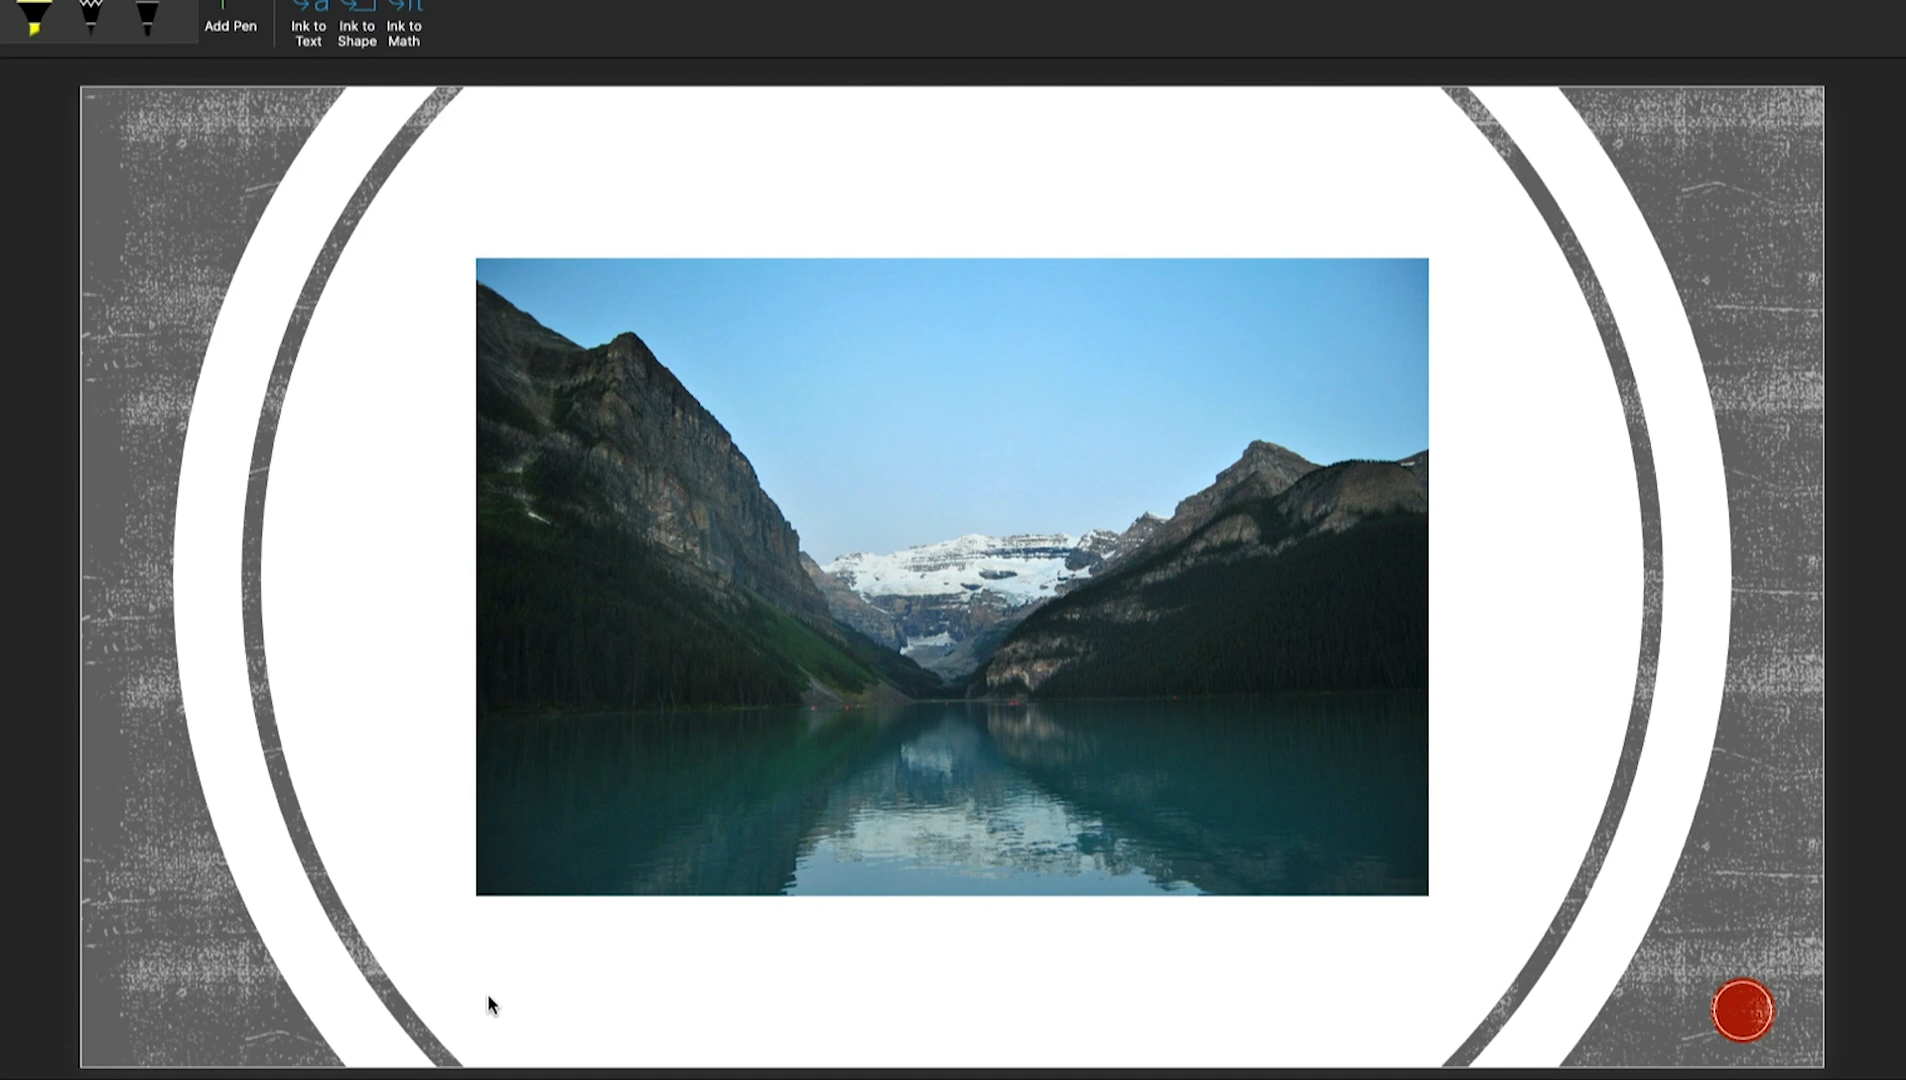 Add Pen
Ink to Text
Ink to Shape
Ink to Math